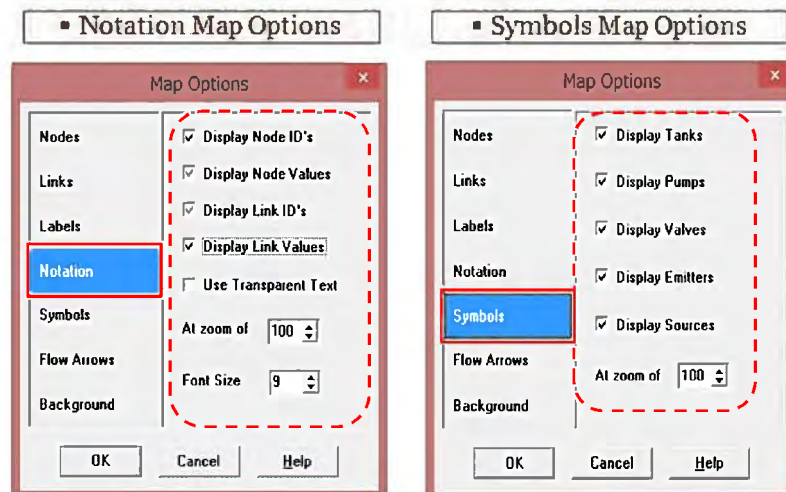 ▪ Notation Map Options
Map Options
Nodes
Links
Labels
Notation
Symbols
Flow Arrows
Background
Display Node ID's
Display Node Values
Display Link ID's
Display Link Values
Use Transparent Text
At zoom of 100
Font Size 9
OK Cancel Help
▪ Symbols Map Options
Map Options
Nodes
Links
Labels
Notation
Symbols
Flow Arrows
Background
Display Tanks
Display Pumps
Display Valves
Display Emitters
Display Sources
At zoom of 100
OK Cancel Help